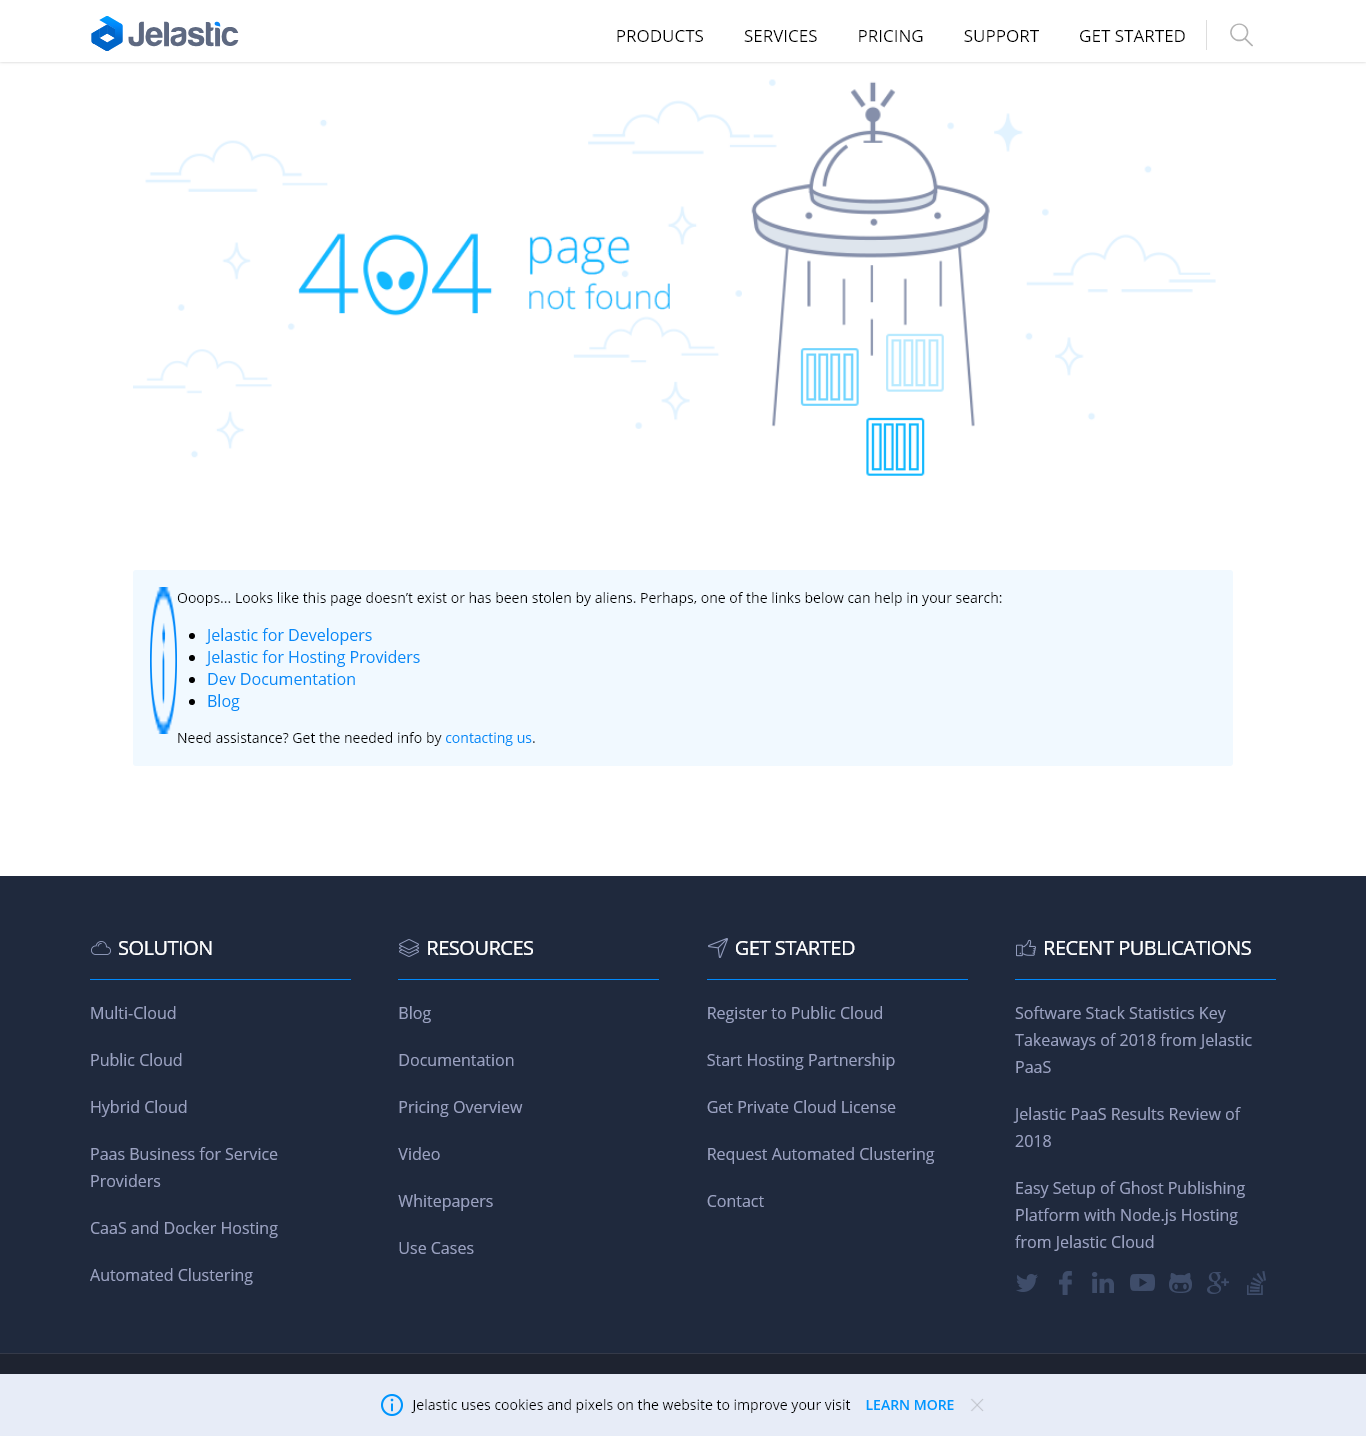 Jelastic
PRODUCTS SERVICES PRICING SUPPORT GET STARTED
404 page
not found
Ooops... Looks like this page doesn’t exist or has been stolen by aliens. Perhaps, one of the links below can help in your search:
Jelastic for Developers
Jelastic for Hosting Providers
Dev Documentation
Blog
Need assistance? Get the needed info by contacting us.
SOLUTION
Multi-Cloud
Public Cloud
Hybrid Cloud
Paas Business for Service
Providers
CaaS and Docker Hosting
Automated Clustering
RESOURCES
Blog
Documentation
Pricing Overview
Video
Whitepapers
Use Cases
GET STARTED
Register to Public Cloud
Start Hosting Partnership
Get Private Cloud License
Request Automated Clustering
Contact
RECENT PUBLICATIONS
Software Stack Statistics Key
Takeaways of 2018 from Jelastic
PaaS
Jelastic PaaS Results Review of
2018
Easy Setup of Ghost Publishing
Platform with Node.js Hosting
from Jelastic Cloud
Jelastic uses cookies and pixels on the website to improve your visit LEARN MORE